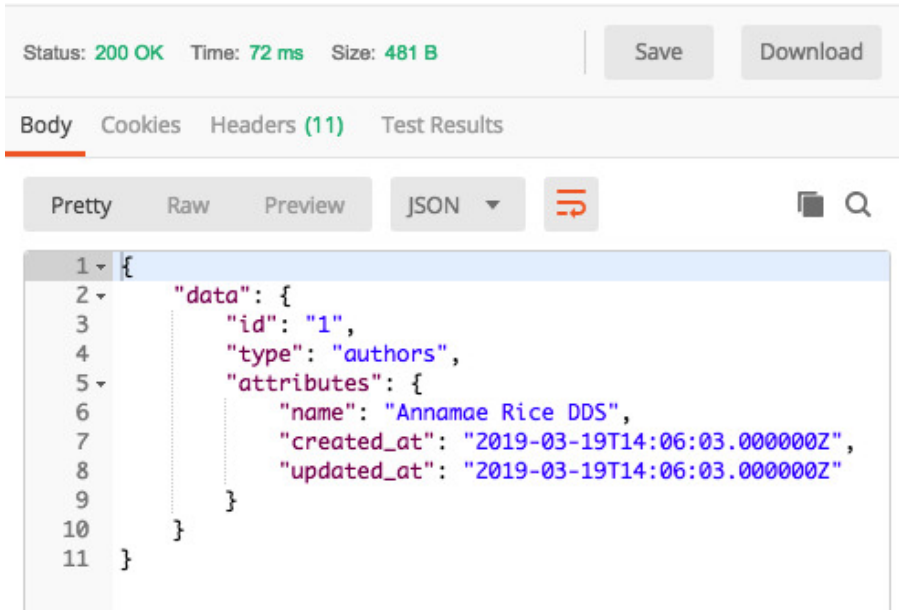 Status: 200 OK Time: 72 ms Size: 481 B Save Download
Body Cookies Headers (11) Test Results
Pretty Raw Preview JSON
1 {
2 "data": {
3 "id": "1",
4 "type": "authors",
5 "attributes": {
6 "name": "Annamae Rice DDS",
7 "created_at": "2019-03-19T14:06:03.000000Z",
8 "updated_at": "2019-03-19T14:06:03.000000Z"
9 }
10 }
11 }